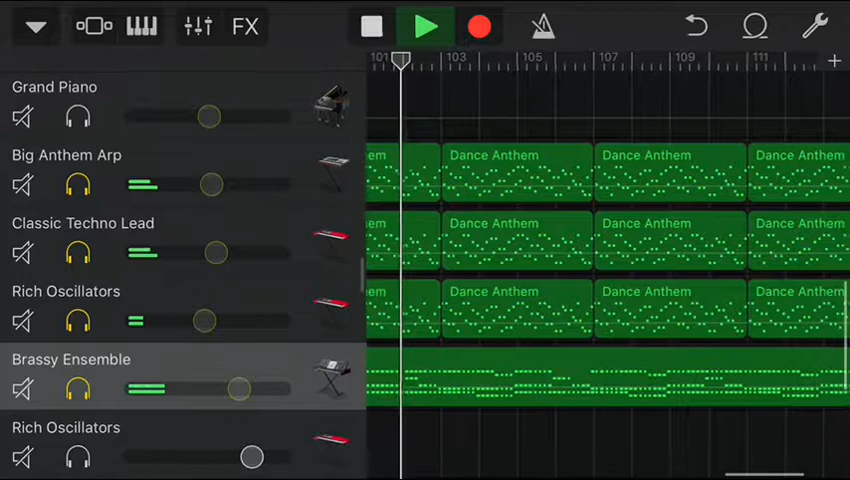 FX
101 103 105 107 109 111
Grand Piano
Big Anthem Arp
em Dance Anthem Dance Anthem Dance Anthem
Classic Techno Lead
em Dance Anthem Dance Anthem Dance Anthem
Rich Oscillators
em Dance Anthem Dance Anthem Dance Anthem
Brassy Ensemble
Rich Oscillators